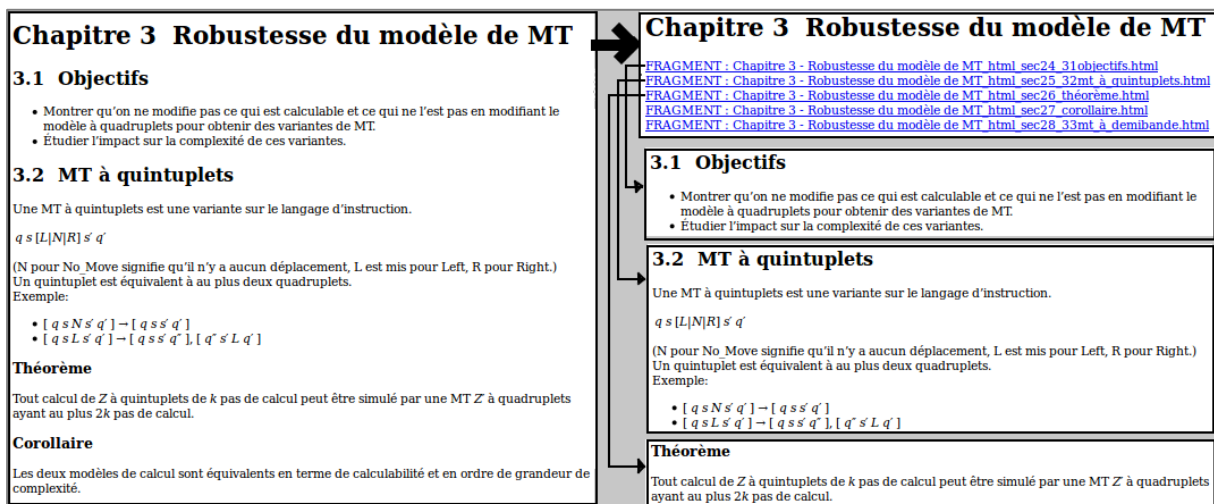 Chapitre 3 Robustesse du modèle de MT
3.1 Objectifs
• Montrer qu'on ne modifie pas ce qui est calculable et ce qui ne l'est pas en modifiant le
modèle à quadruplets pour obtenir des variantes de MT.
• Étudier l'impact sur la complexité de ces variantes.
3.2 MT à quintuplets
Une MT à quintuplets est une variante sur le langage d'instruction.
q s [L|N|R] s′ q′
(N pour No_Move signifie qu'il n'y a aucun déplacement, L est mis pour Left, R pour Right.)
Un quintuplet est équivalent à au plus deux quadruplets.
Exemple:
• [ q s N s′ q′ ] → [ q s s′ q′ ]
• [ q s L s′ q′ ] → [ q s s′ q″ ], [ q″ s′ L q′ ]
Théorème
Tout calcul de Z à quintuplets de k pas de calcul peut être simulé par une MT Z′ à quadruplets
ayant au plus 2k pas de calcul.
Corollaire
Les deux modèles de calcul sont équivalents en terme de calculabilité et en ordre de grandeur de
complexité.
Chapitre 3 Robustesse du modèle de MT
FRAGMENT : Chapitre 3 - Robustesse du modèle de MT_html_sec24_31objectifs.html
FRAGMENT : Chapitre 3 - Robustesse du modèle de MT_html_sec25_32mt_à_quintuplets.html
FRAGMENT : Chapitre 3 - Robustesse du modèle de MT_html_sec26_théorème.html
FRAGMENT : Chapitre 3 - Robustesse du modèle de MT_html_sec27_corollaire.html
FRAGMENT : Chapitre 3 - Robustesse du modèle de MT_html_sec28_33mt_à_demibande.html
3.1 Objectifs
• Montrer qu'on ne modifie pas ce qui est calculable et ce qui ne l'est pas en modifiant le
modèle à quadruplets pour obtenir des variantes de MT.
• Étudier l'impact sur la complexité de ces variantes.
3.2 MT à quintuplets
Une MT à quintuplets est une variante sur le langage d'instruction.
q s [L|N|R] s′ q′
(N pour No_Move signifie qu'il n'y a aucun déplacement, L est mis pour Left, R pour Right.)
Un quintuplet est équivalent à au plus deux quadruplets.
Exemple:
• [ q s N s′ q′ ] → [ q s s′ q′ ]
• [ q s L s′ q′ ] → [ q s s′ q″ ], [ q″ s′ L q′ ]
Théorème
Tout calcul de Z à quintuplets de k pas de calcul peut être simulé par une MT Z′ à quadruplets
ayant au plus 2k pas de calcul.